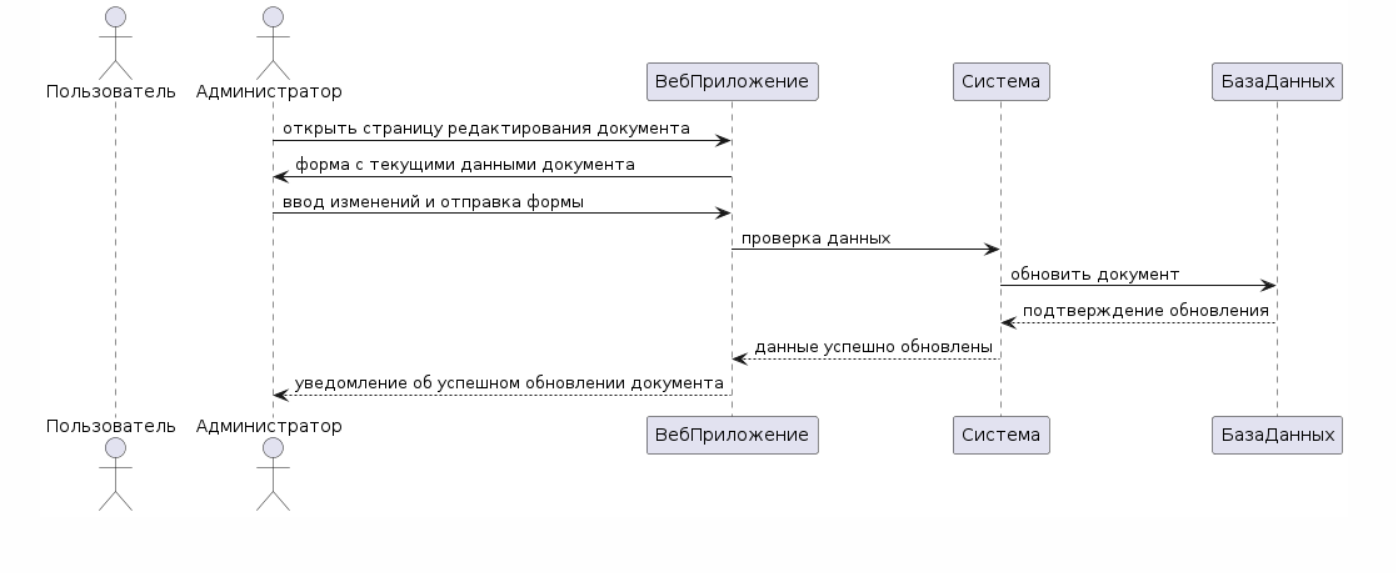 Пользователь
Администратор
ВебПриложение
Система
БазаДанных
открыть страницу редактирования документа
форма с текущими данными документа
ввод изменений и отправка формы
проверка данных
обновить документ
подтверждение обновления
данные успешно обновлены
уведомление об успешном обновлении документа
Пользователь
Администратор
ВебПриложение
Система
БазаДанных